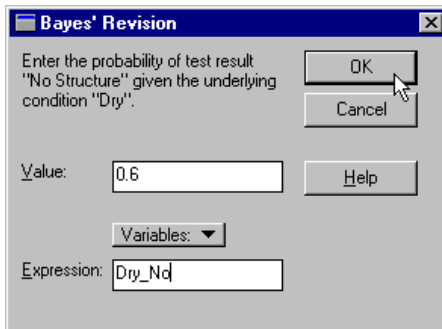 Bayes' Revision
Enter the probability of test result
"No Structure" given the underlying
condition "Dry".
OK
Cancel
Value:
0.6
Help
Variables:
Expression:
Dry_No